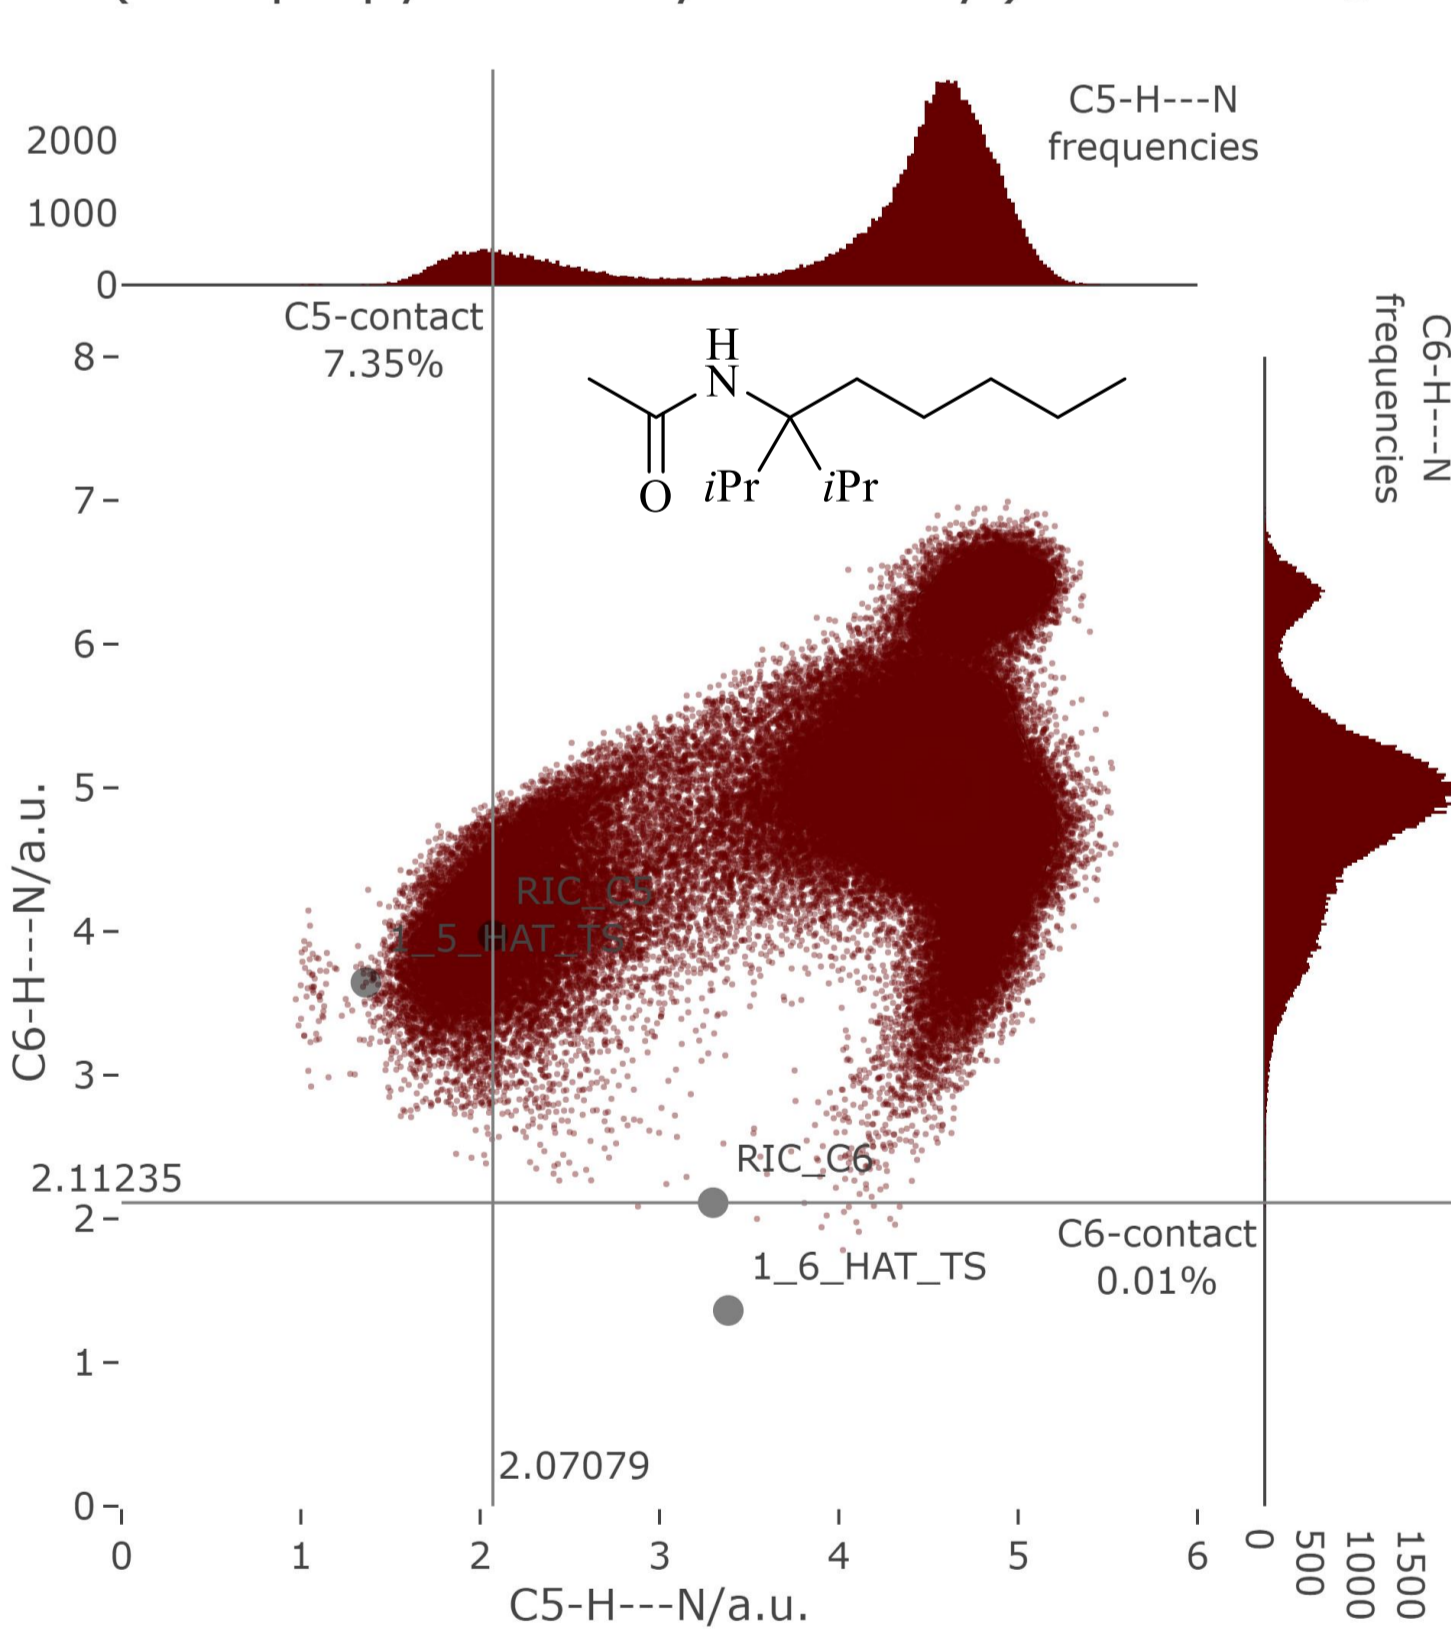 C5-H---N
frequencies
2000
1000
0
C5-contact
7.35%
C6-H---N
frequencies
8
7
6
5
4
3
2
1
0
H
N
O
iPr
iPr
C6-H---N/a.u.
RIC_C5
1_5_HAT_TS
RIC_C6
2.11235
C6-contact
0.01%
1_6_HAT_TS
2.07079
0
1
2
3
4
5
6
C5-H---N/a.u.
0
500
1000
1500